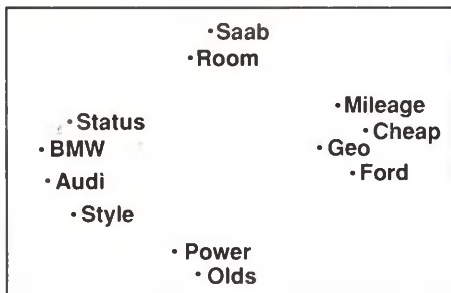 Saab
Room
Mileage
Status
Cheap
BMW
Geo
Ford
Audi
Style
Power
Olds